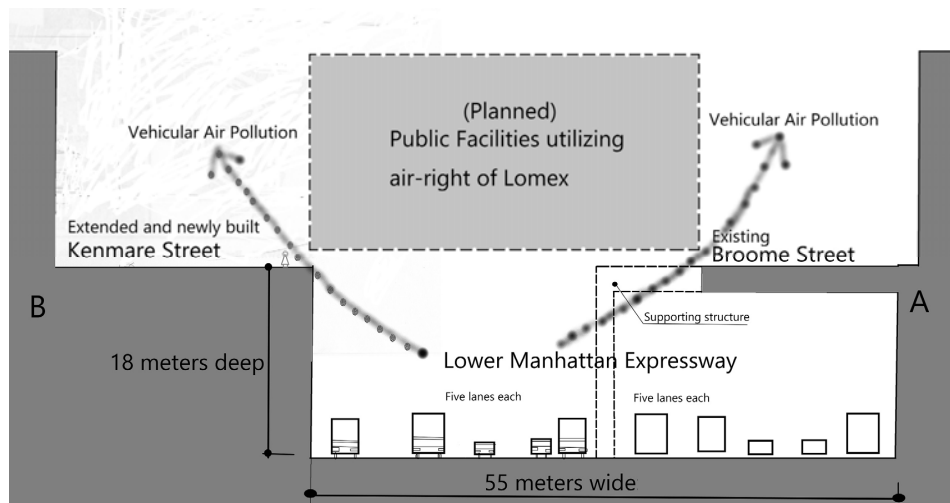 (Planned)
Public Facilities utilizing
air-right of Lomex
Vehicular Air Pollution
Vehicular Air Pollution
Extended and newly built
Kenmare Street
Existing
Broome Street
B
A
Supporting structure
18 meters deep
Lower Manhattan Expressway
Five lanes each
Five lanes each
55 meters wide